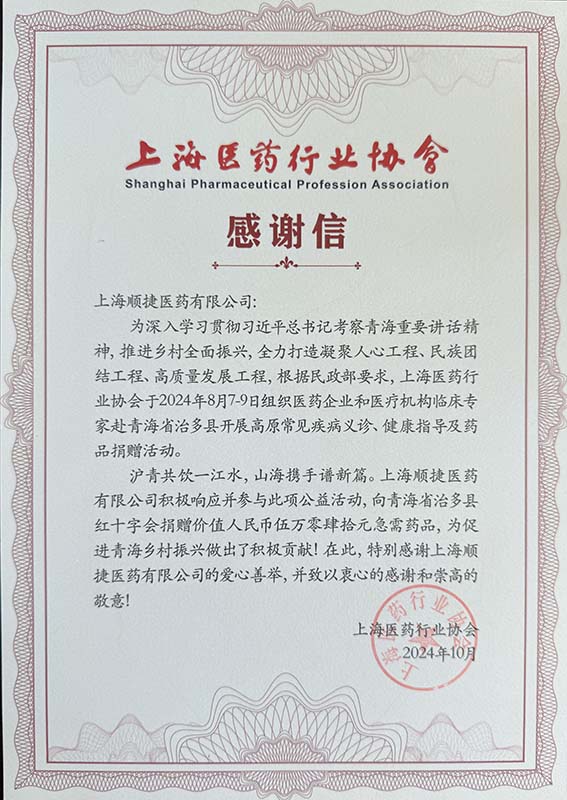 上海医药行业协會
Shanghai Pharmaceutical Profession Association
感谢信
上海顺捷医药有限公司:
为深入学习贯彻习近平总书记考察青海重要讲话精
神,推进乡村全面振兴,全力打造凝聚人心工程、民族团
结工程、高质量发展工程,根据民政部要求,上海医药行
业协会于2024年8月7-9日组织医药企业和医疗机构临床专
家赴青海省治多县开展高原常见疾病义诊、健康指导及药
品捐赠活动。
沪青共饮一江水,山海携手谱新篇。上海顺捷医药
有限公司积极响应并参与此项公益活动,向青海省治多县
红十字会捐赠价值人民币伍万零肆拾元急需药品,为促
进青海乡村振兴做出了积极贡献!在此,特别感谢上海顺
捷医药有限公司的爱心善举,并致以衷心的感谢和崇高的
敬意!
上海医药行业协会
2024年10月
上海医药行业协会